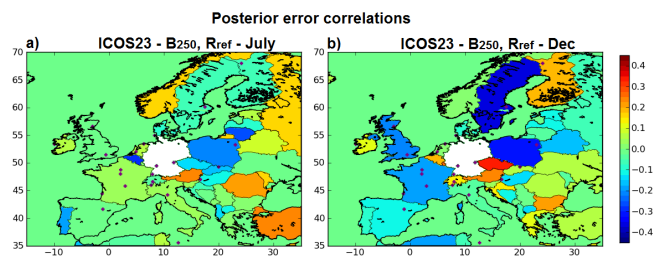 Posterior error correlations
a) ICOS23 - B250, Rref - July
b) ICOS23 - B250, Rref - Dec
70 65 60 55 50 45 40 35
−10 0 10 20 30
70 65 60 55 50 45 40 35
−10 0 10 20 30
0.4
0.3
0.2
0.1
0.0
−0.1
−0.2
−0.3
−0.4